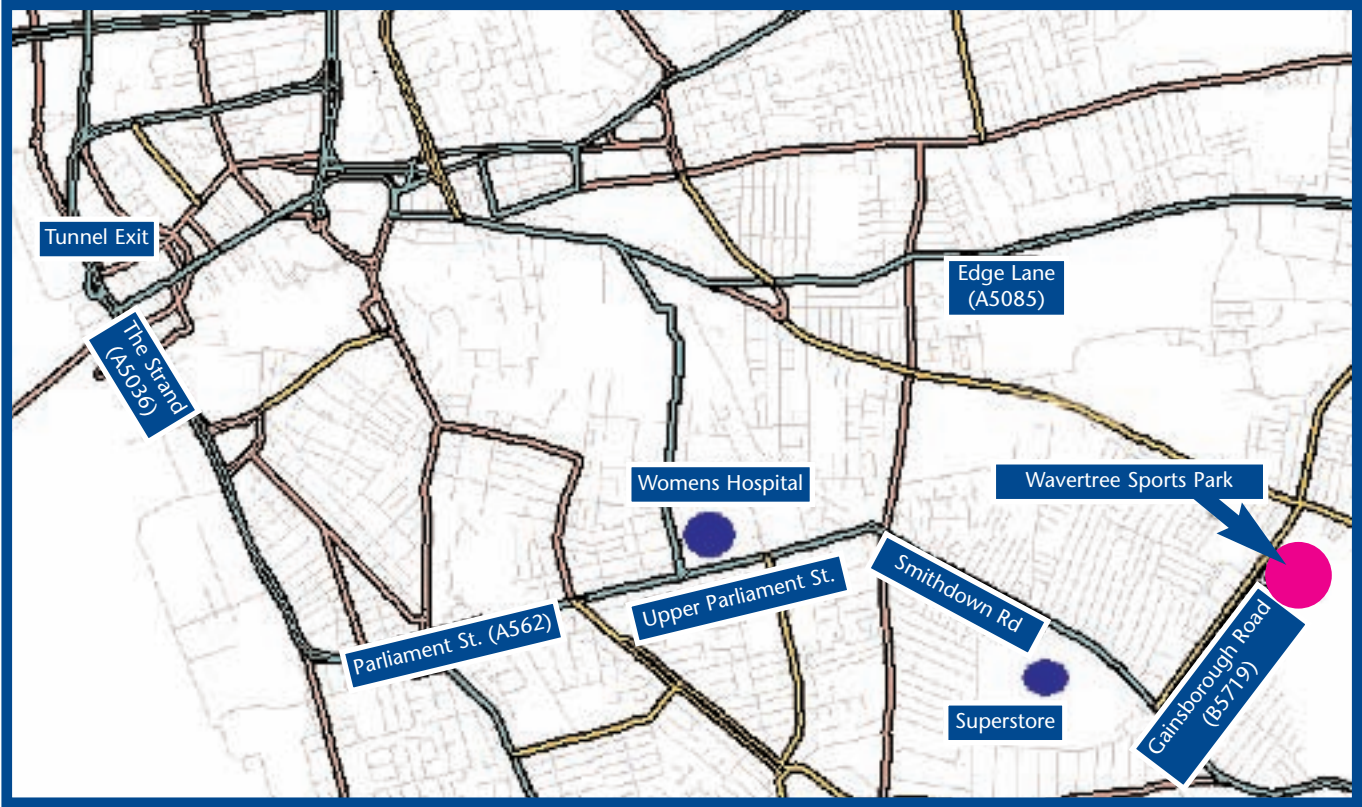 Tunnel Exit
The Strand
(A5036)
Edge Lane
(A5085)
Womens Hospital
Wavertree Sports Park
Parliament St. (A562)
Upper Parliament St.
Smithdown Rd
Superstore
Gainsborough Road
(B5719)